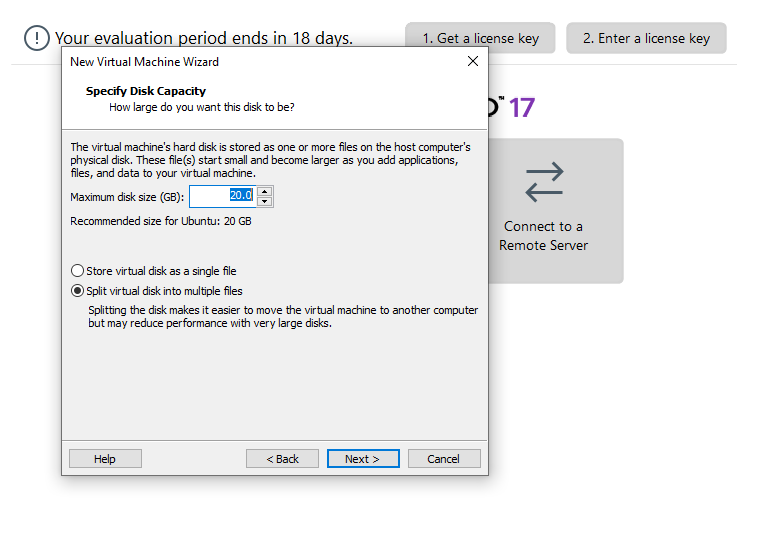 Your evaluation period ends in 18 days.
1. Get a license key
2. Enter a license key
New Virtual Machine Wizard
Specify Disk Capacity
How large do you want this disk to be?
™ 17
The virtual machine's hard disk is stored as one or more files on the host computer's
physical disk. These file(s) start small and become larger as you add applications,
files, and data to your virtual machine.
Maximum disk size (GB): 20.0
Recommended size for Ubuntu: 20 GB
Connect to a
Remote Server
Store virtual disk as a single file
Split virtual disk into multiple files
Splitting the disk makes it easier to move the virtual machine to another computer
but may reduce performance with very large disks.
Help
< Back
Next >
Cancel